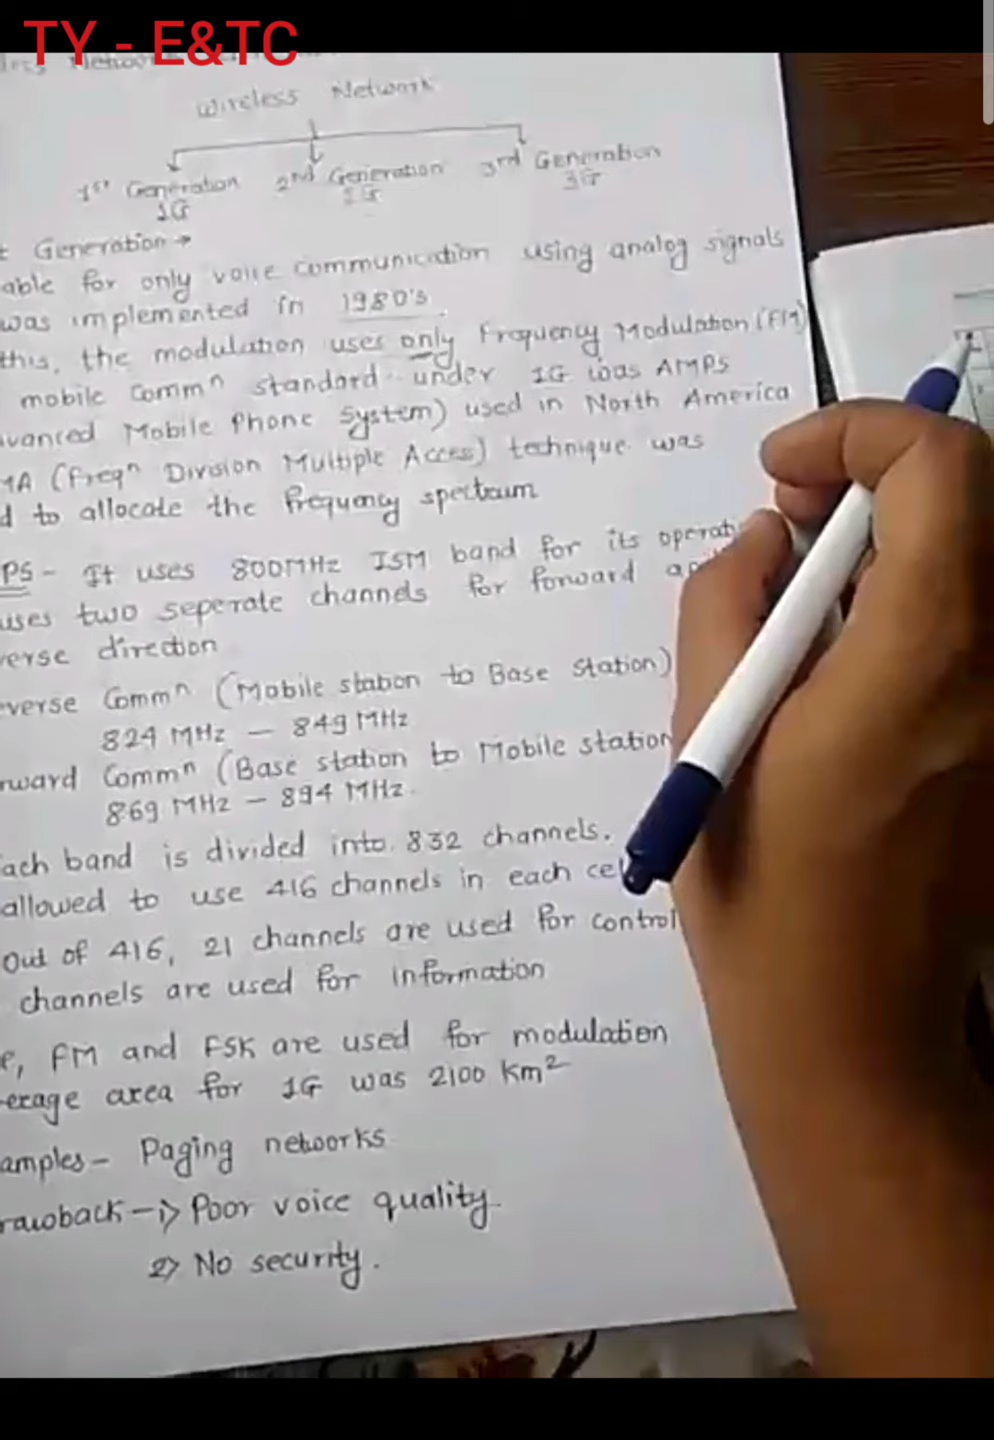 TY - E&TC
Wireless Network
1st Generation 2nd Generation 3rd Generation
1G 2G 3G
t Generation →
able for only voice communication using analog signals
was implemented in 1980's
this, the modulation uses only Frequency Modulation (FM)
mobile Commⁿ standard under 1G was AMPS
vanced Mobile Phone System) used in North America
MA (Freqⁿ Division Multiple Access) technique was
d to allocate the frequency spectrum
PS - It uses 800MHz ISM band for its operati
uses two seperate channels for forward a
verse direction
everse Commⁿ (Mobile station to Base Station)
824 MHz — 849 MHz
rward Commⁿ (Base station to Mobile station
869 MHz — 894 MHz.
ach band is divided into 832 channels.
allowed to use 416 channels in each cel
Out of 416, 21 channels are used for control
channels are used for information
e, FM and FSK are used for modulation
erage area for 1G was 2100 km²
amples - Paging networks
rawback - 1) Poor voice quality.
2) No security.